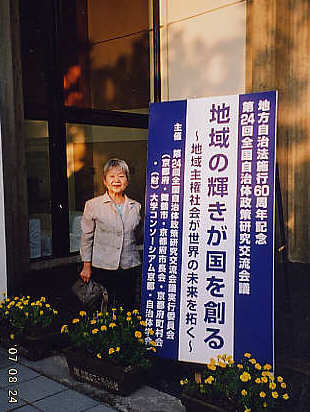 地方自治法施行60周年記念
第24回全国自治体政策研究交流会議
地域の輝きが国を創る
～地域主権社会が世界の未来を拓く～
主催
第24回全国自治体政策研究交流会議実行委員会
(京都府・舞鶴市・京都府市長会・京都府町村会
・(財)大学コンソーシアム京都・自治体学会
'07 08 24